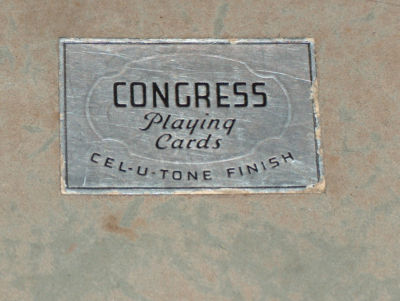 CONGRESS
Playing
Cards
CEL-U-TONE FINISH